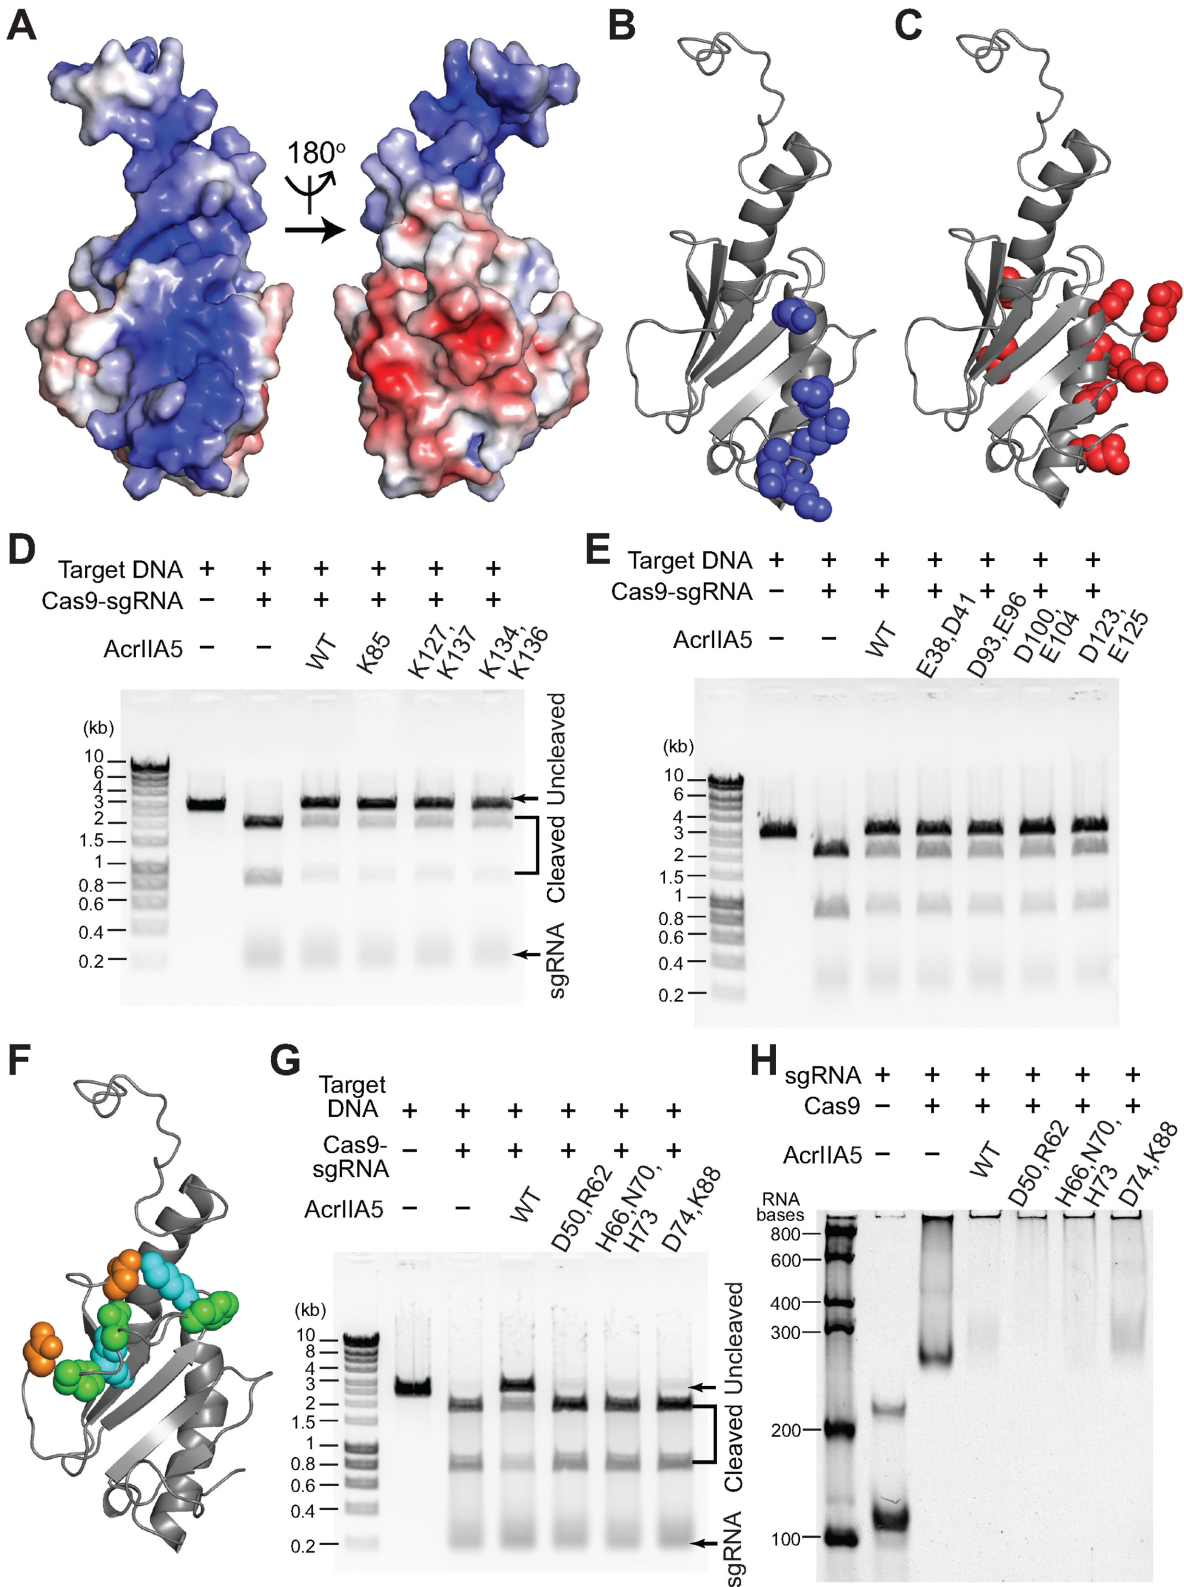 A
180o
B
C
D
Target DNA + + + + + +
Cas9-sgRNA − + + + + +
AcrIIA5 − − WT K85 K127, K137 K134, K136
(kb)
10
6
4
3
2
1.5
1
0.8
0.6
0.4
0.2
Uncleaved
Cleaved
sgRNA
E
Target DNA + + + + + + +
Cas9-sgRNA − + + + + + +
AcrIIA5 − − WT E38,D41 D93,E96 D100, E104 D123, E125
(kb)
10
6
4
3
2
1.5
1
0.8
0.6
0.4
0.2
F
G
Target
DNA + + + + + +
Cas9-
sgRNA − + + + + +
AcrIIA5 − − WT D50,R62 H66,N70, H73 D74,K88
(kb)
10
8
4
3
2
1.5
1
0.8
0.6
0.4
0.2
Uncleaved
Cleaved
sgRNA
H
sgRNA + + + + + +
Cas9 − + + + + +
AcrIIA5 − − WT D50,R62 H66,N70, H73 D74,K88
RNA
bases
800
600
400
300
200
100